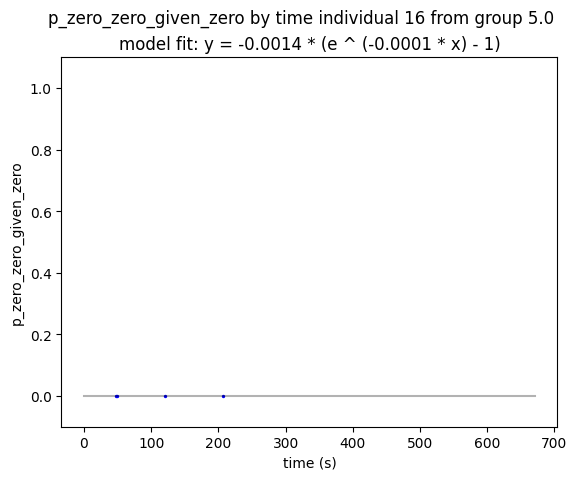 p_zero_zero_given_zero by time individual 16 from group 5.0
model fit: y = -0.0014 * (e ^ (-0.0001 * x) - 1)
1.0
0.8
0.6
0.4
0.2
0.0
p_zero_zero_given_zero
0 100 200 300 400 500 600 700
time (s)